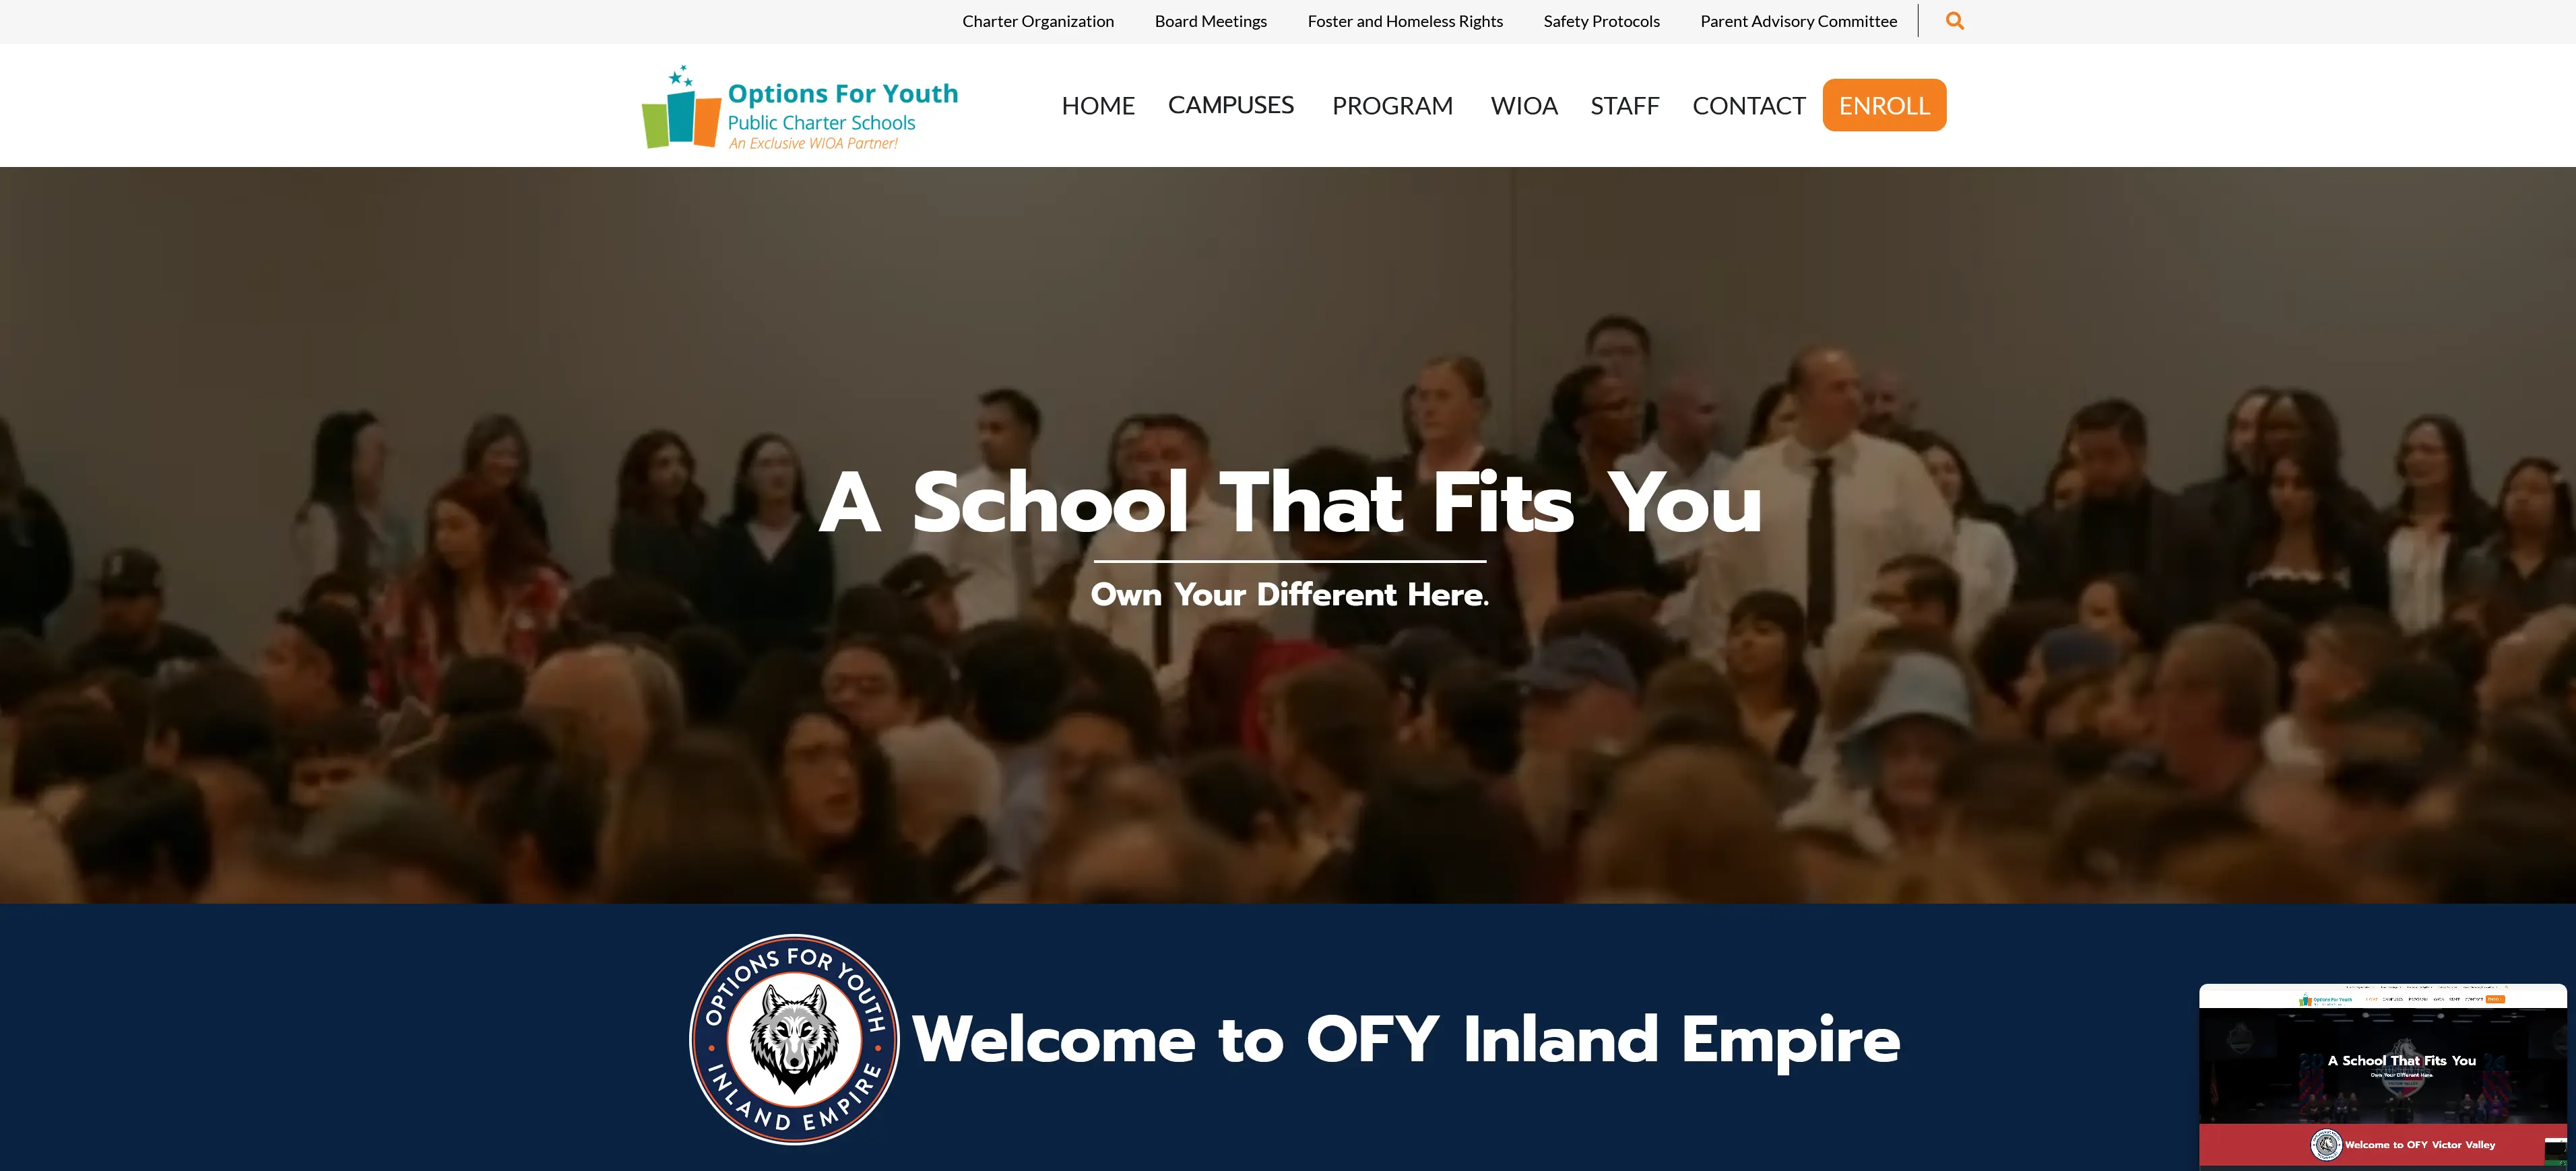 Charter Organization
Board Meetings
Foster and Homeless Rights
Safety Protocols
Parent Advisory Committee
Options For Youth
Public Charter Schools
An Exclusive WIOA Partner!
HOME
CAMPUSES
PROGRAM
WIOA
STAFF
CONTACT
ENROLL
A School That Fits You
Own Your Different Here.
OPTIONS FOR YOUTH
INLAND EMPIRE
Welcome to OFY Inland Empire
Options For Youth
A School That Fits You
Own Your Different Here.
Welcome to OFY Victor Valley